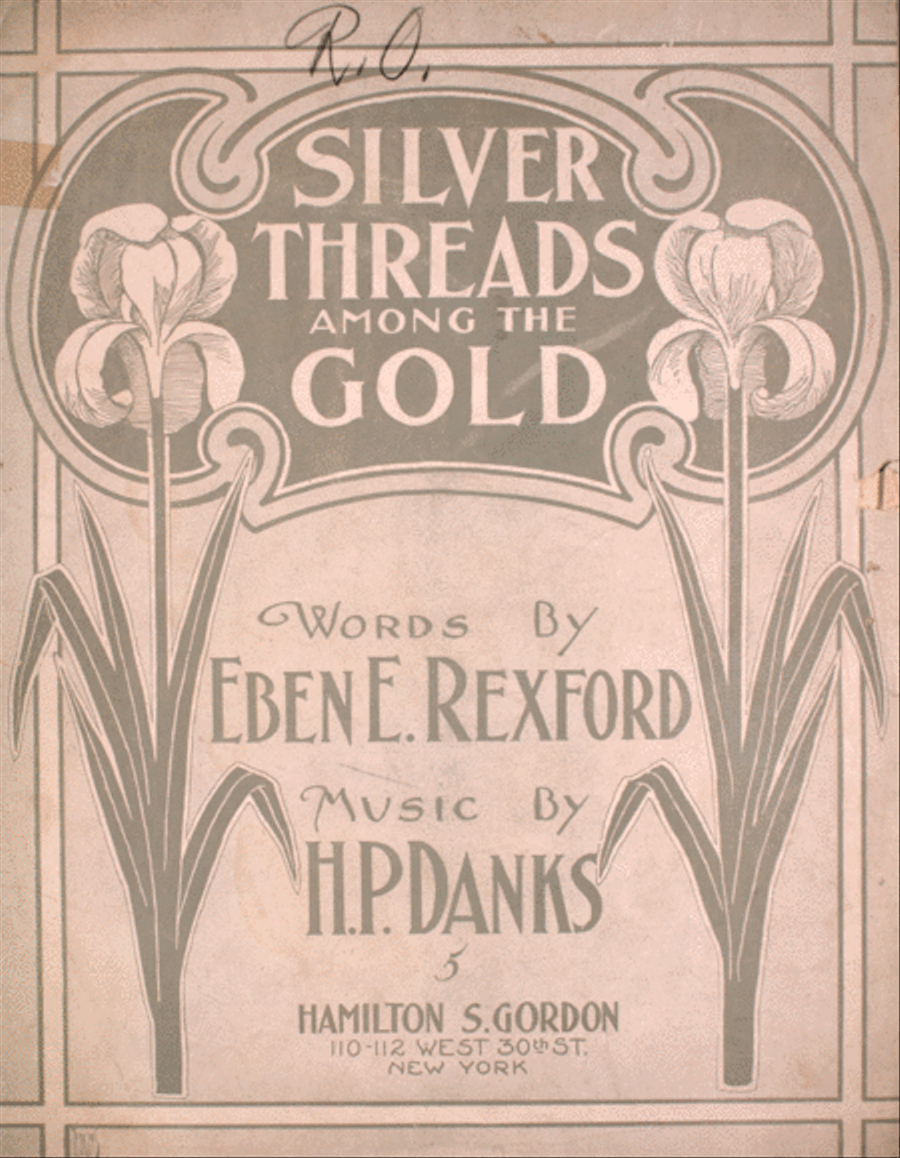 R.O.
SILVER
THREADS
AMONG THE
GOLD
WORDS BY
EBEN E. REXFORD
MUSIC BY
H.P. DANKS
5
HAMILTON S. GORDON
110-112 WEST 30th ST.
NEW YORK